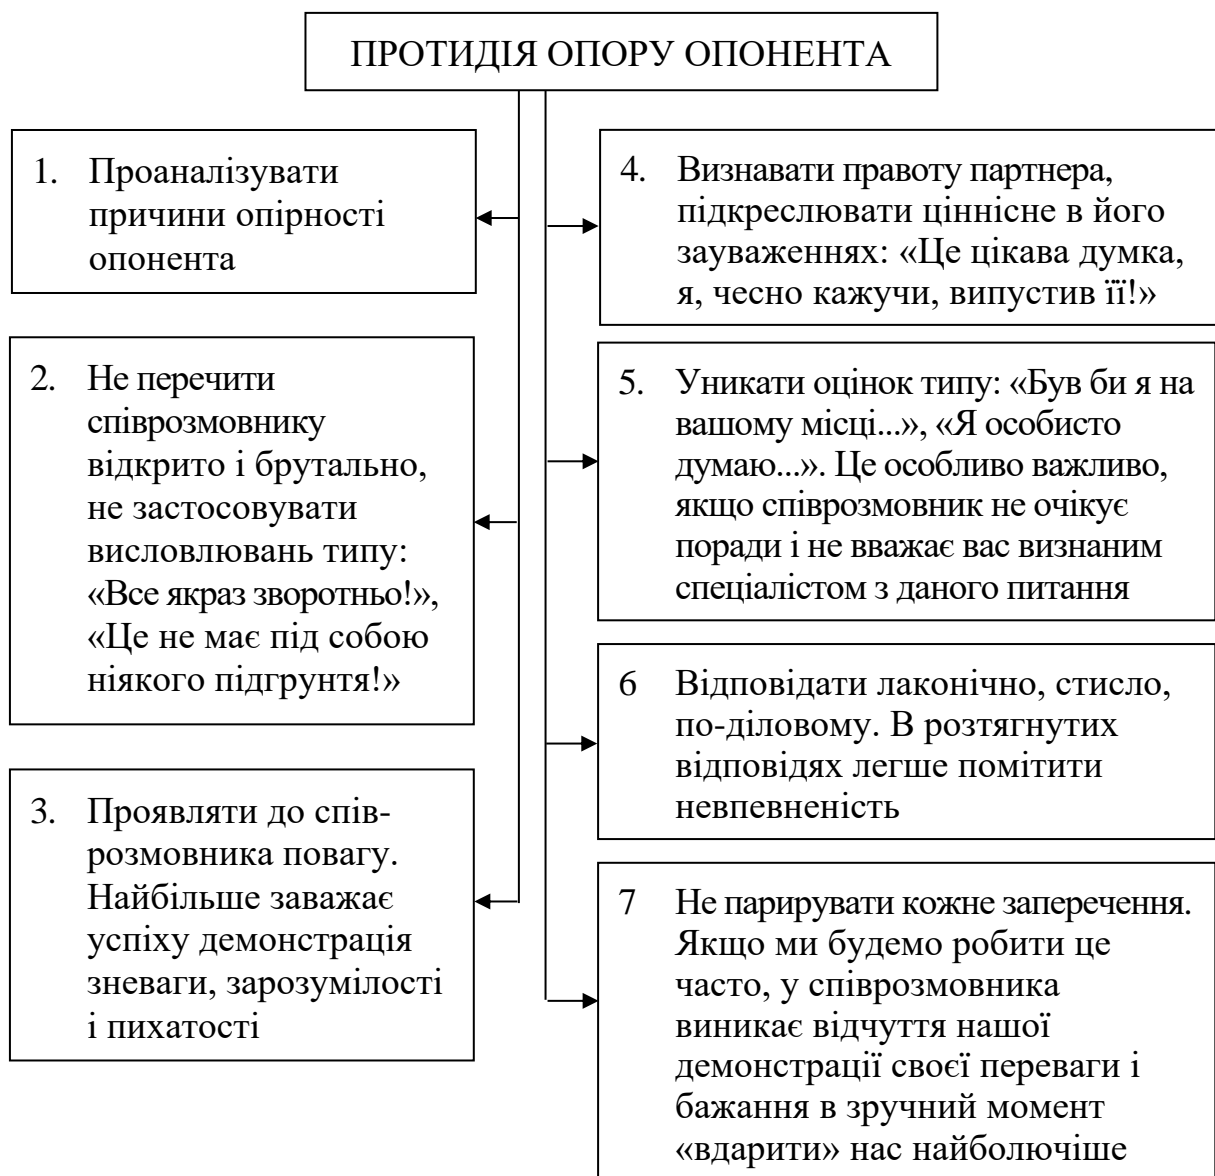 ПРОТИДІЯ ОПОРУ ОПОНЕНТА
1. Проаналізувати
причини опірності
опонента
2. Не перечити
співрозмовнику
відкрито і брутально,
не застосовувати
висловлювань типу:
«Все якраз зворотньо!»,
«Це не має під собою
ніякого підгрунтя!»
3. Проявляти до спів-
розмовника повагу.
Найбільше заважає
успіху демонстрація
зневаги, зарозумілості
і пихатості
4. Визнавати правоту партнера,
підкреслювати ціннісне в його
зауваженнях: «Це цікава думка,
я, чесно кажучи, випустив її!»
5. Уникати оцінок типу: «Був би я на
вашому місці...», «Я особисто
думаю...». Це особливо важливо,
якщо співрозмовник не очікує
поради і не вважає вас визнаним
спеціалістом з даного питання
6 Відповідати лаконічно, стисло,
по-діловому. В розтягнутих
відповідях легше помітити
невпевненість
7 Не парирувати кожне заперечення.
Якщо ми будемо робити це
часто, у співрозмовника
виникає відчуття нашої
демонстрації своєї переваги і
бажання в зручний момент
«вдарити» нас найболючіше